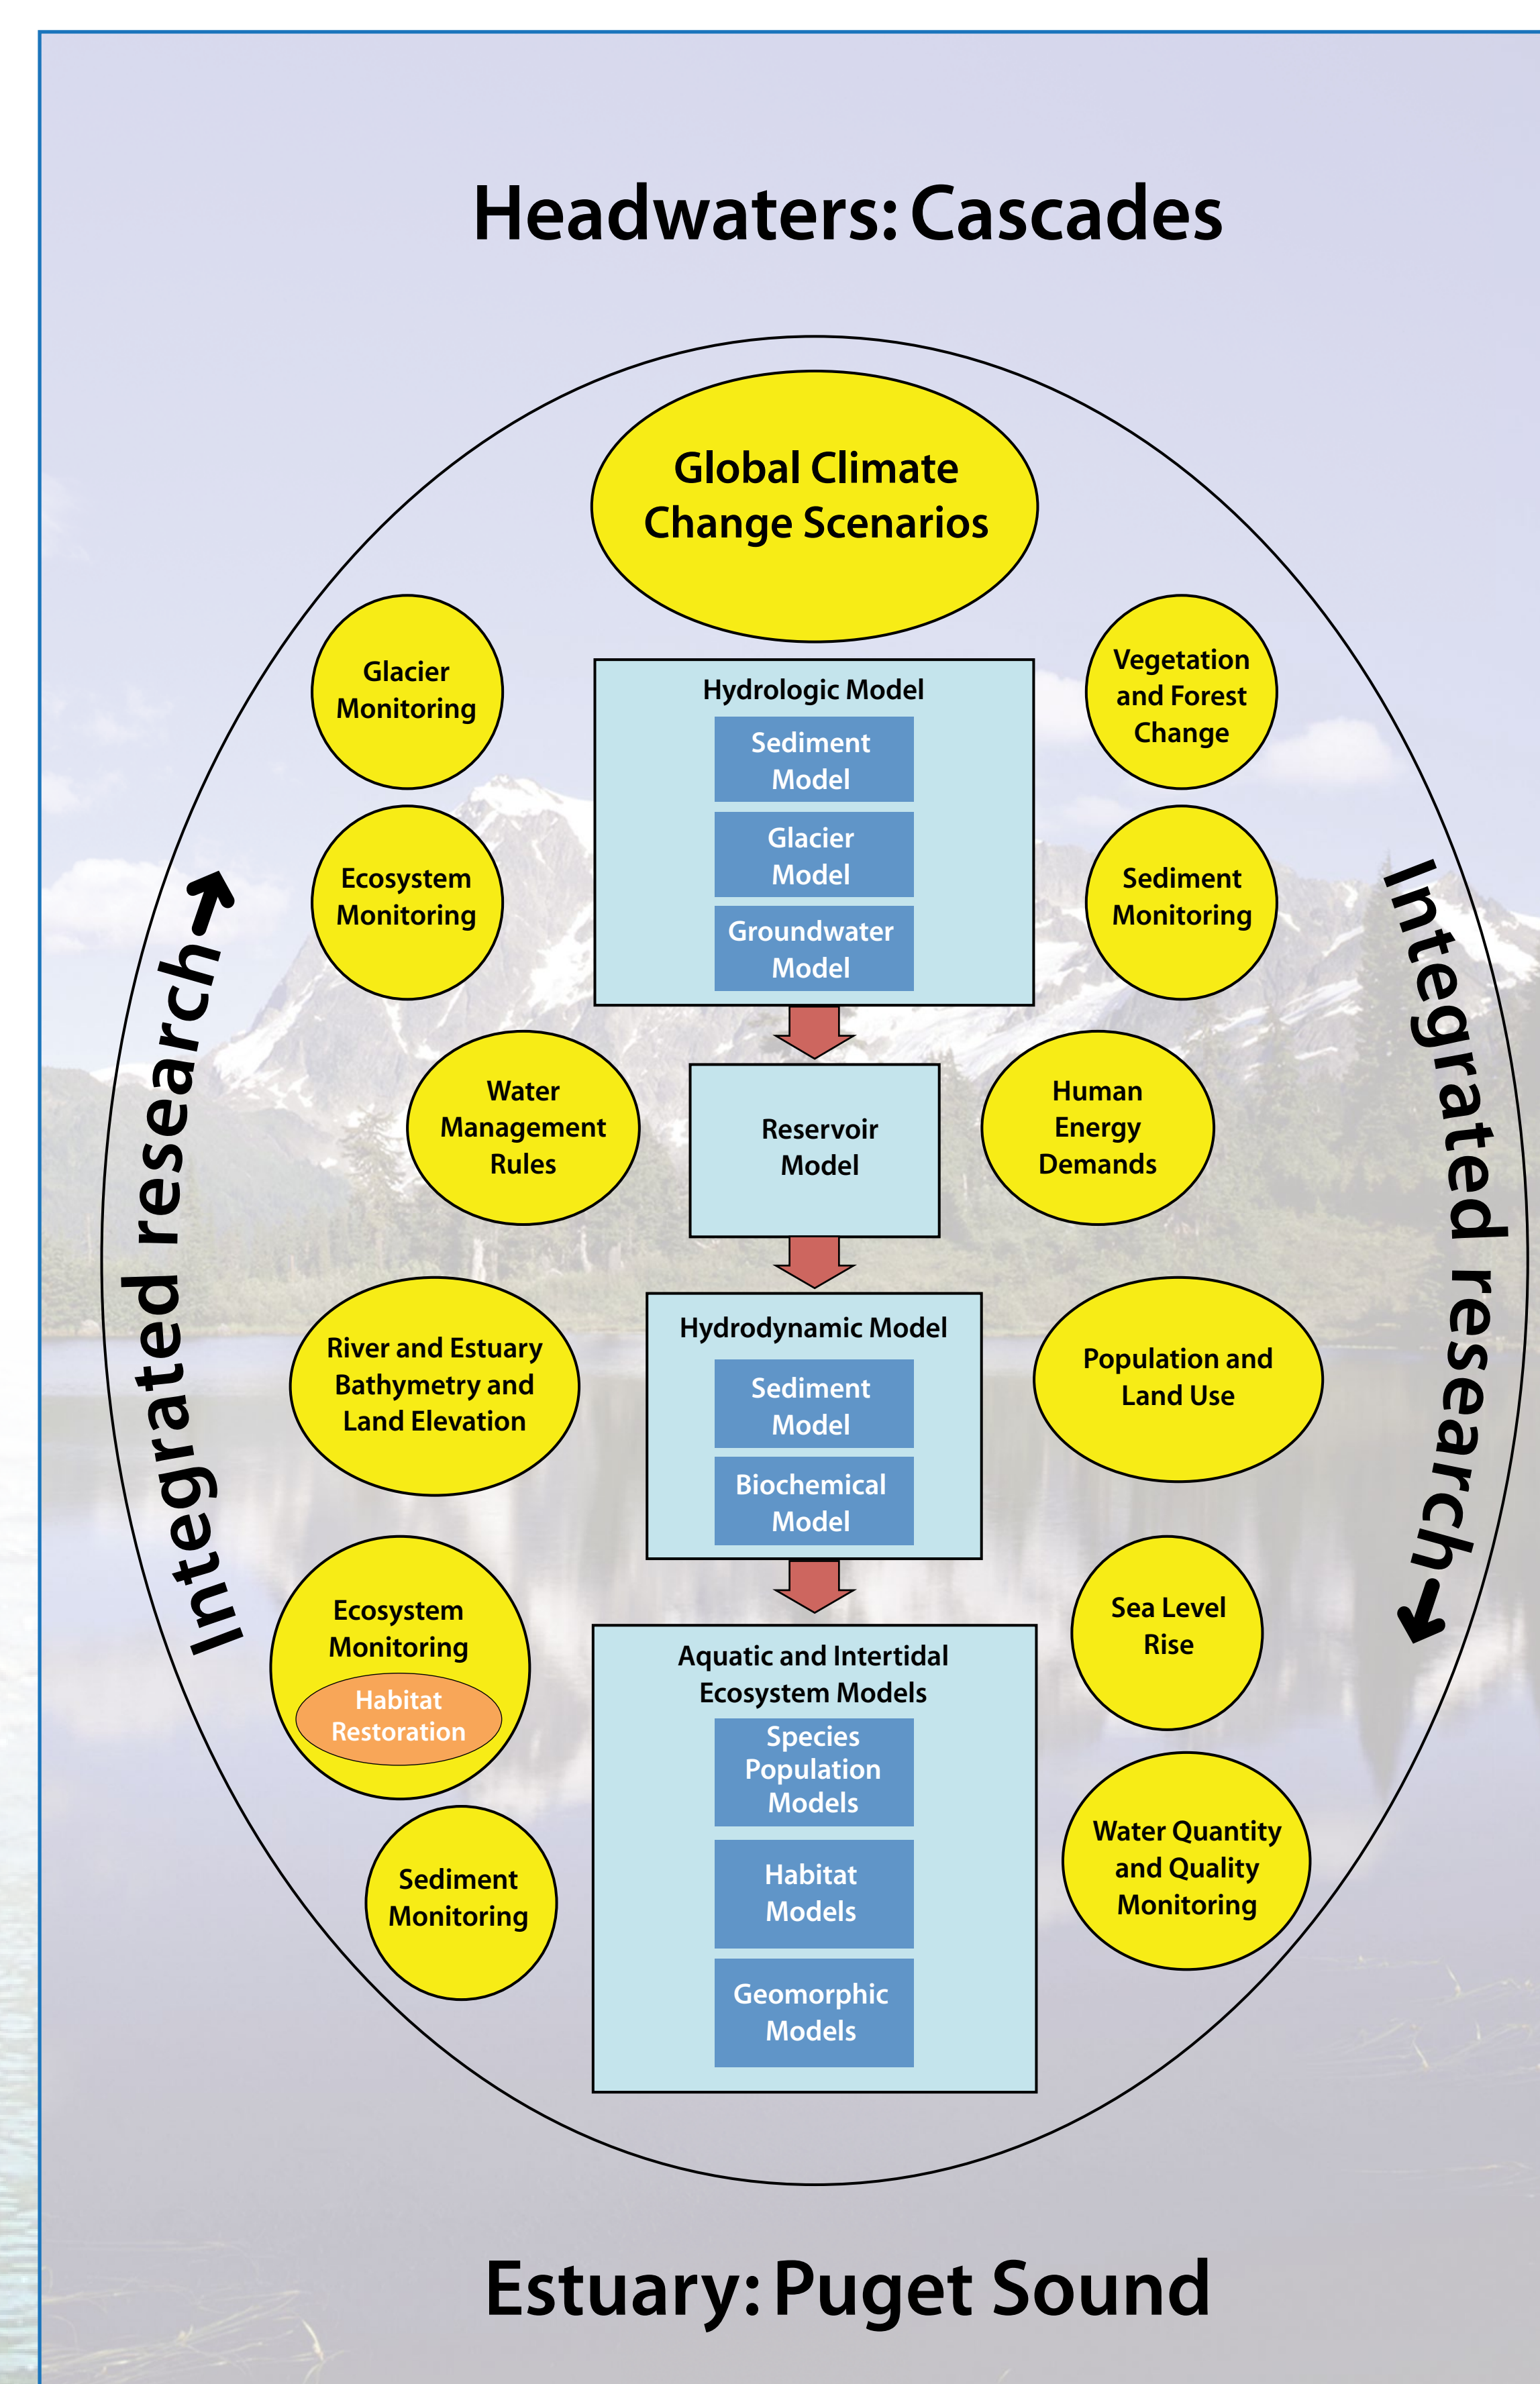 Headwaters: Cascades
Global Climate
Change Scenarios
Glacier
Monitoring
Vegetation
and Forest
Change
Hydrologic Model
Sediment
Model
Glacier
Model
Groundwater
Model
Ecosystem
Monitoring
Sediment
Monitoring
Integrated research
Integrated research
Water
Management
Rules
Reservoir
Model
Human
Energy
Demands
River and Estuary
Bathymetry and
Land Elevation
Hydrodynamic Model
Sediment
Model
Biochemical
Model
Population and
Land Use
Ecosystem
Monitoring
Habitat
Restoration
Sea Level
Rise
Aquatic and Intertidal
Ecosystem Models
Species
Population
Models
Habitat
Models
Geomorphic
Models
Sediment
Monitoring
Water Quantity
and Quality
Monitoring
Estuary: Puget Sound